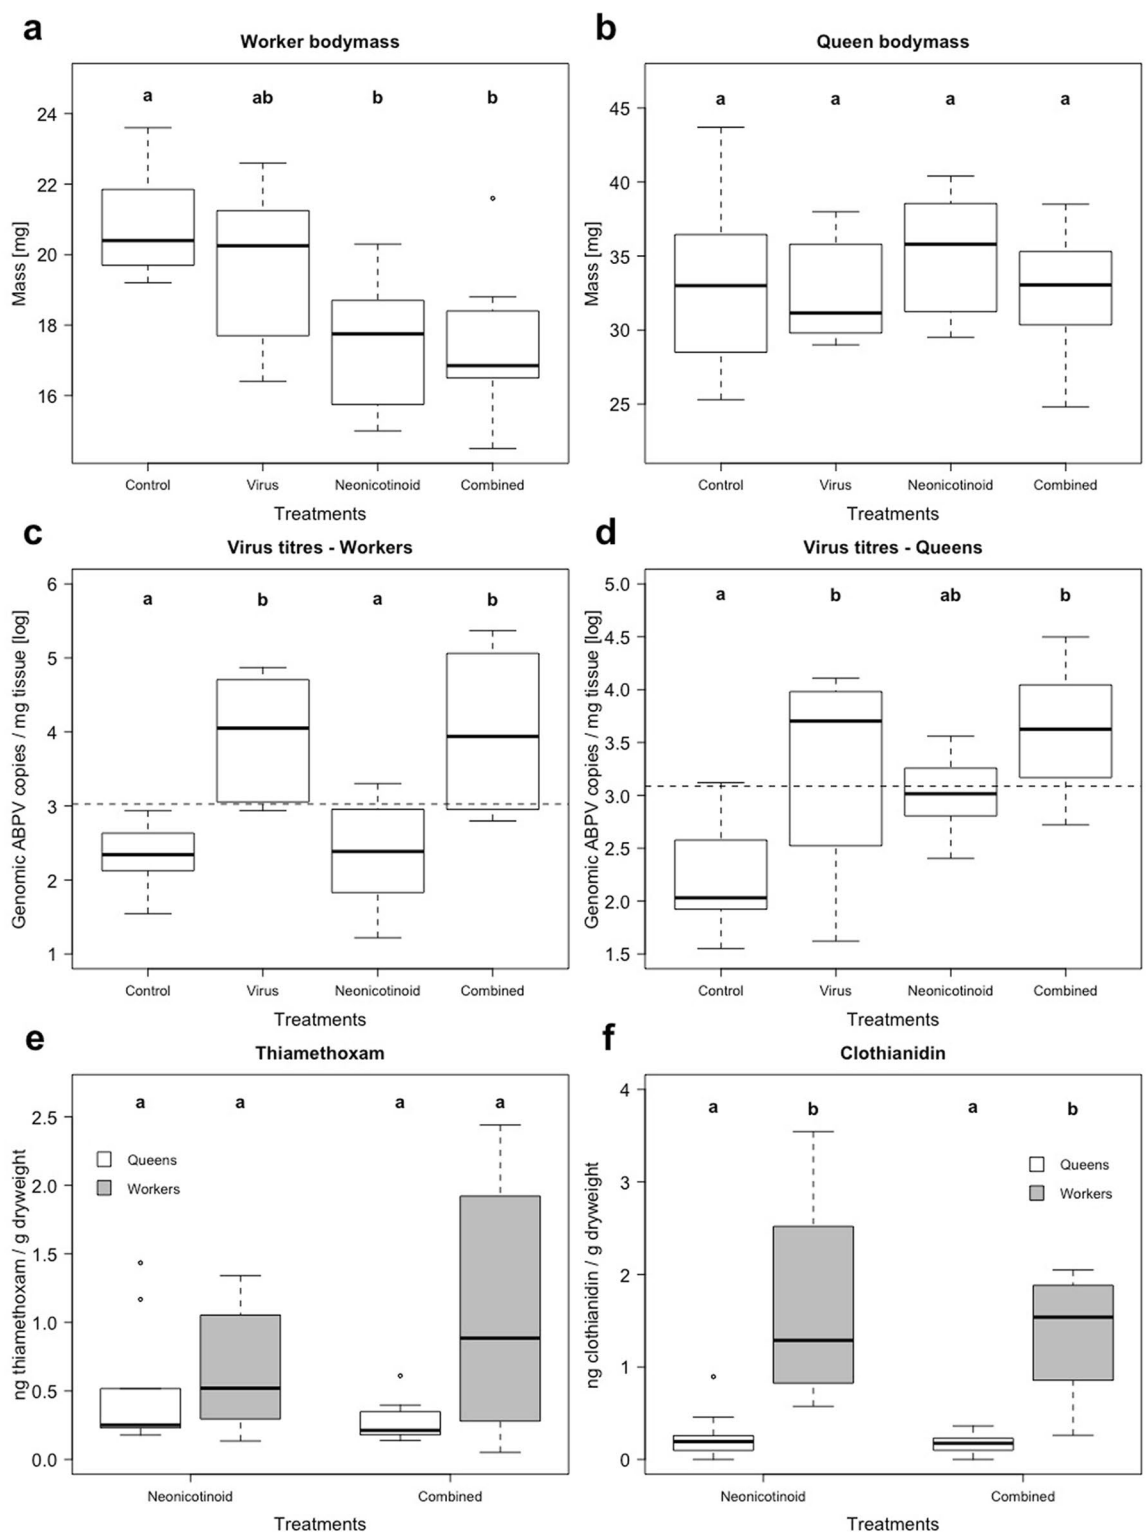 a
Worker bodymass
a ab b b
Mass [mg]
24
22
20
18
16
Control Virus Neonicotinoid Combined
Treatments
b
Queen bodymass
a a a a
Mass [mg]
45
40
35
30
25
Control Virus Neonicotinoid Combined
Treatments
c
Virus titres - Workers
a b a b
Genomic ABPV copies / mg tissue [log]
6
5
4
3
2
1
Control Virus Neonicotinoid Combined
Treatments
d
Virus titres - Queens
a b ab b
Genomic ABPV copies / mg tissue [log]
5.0
4.5
4.0
3.5
3.0
2.5
2.0
1.5
Control Virus Neonicotinoid Combined
Treatments
e
Thiamethoxam
a a a a
ng thiamethoxam / g dryweight
2.5
2.0
1.5
1.0
0.5
0.0
Queens
Workers
Neonicotinoid Combined
Treatments
f
Clothianidin
a b a b
ng clothianidin / g dryweight
4
3
2
1
0
Queens
Workers
Neonicotinoid Combined
Treatments